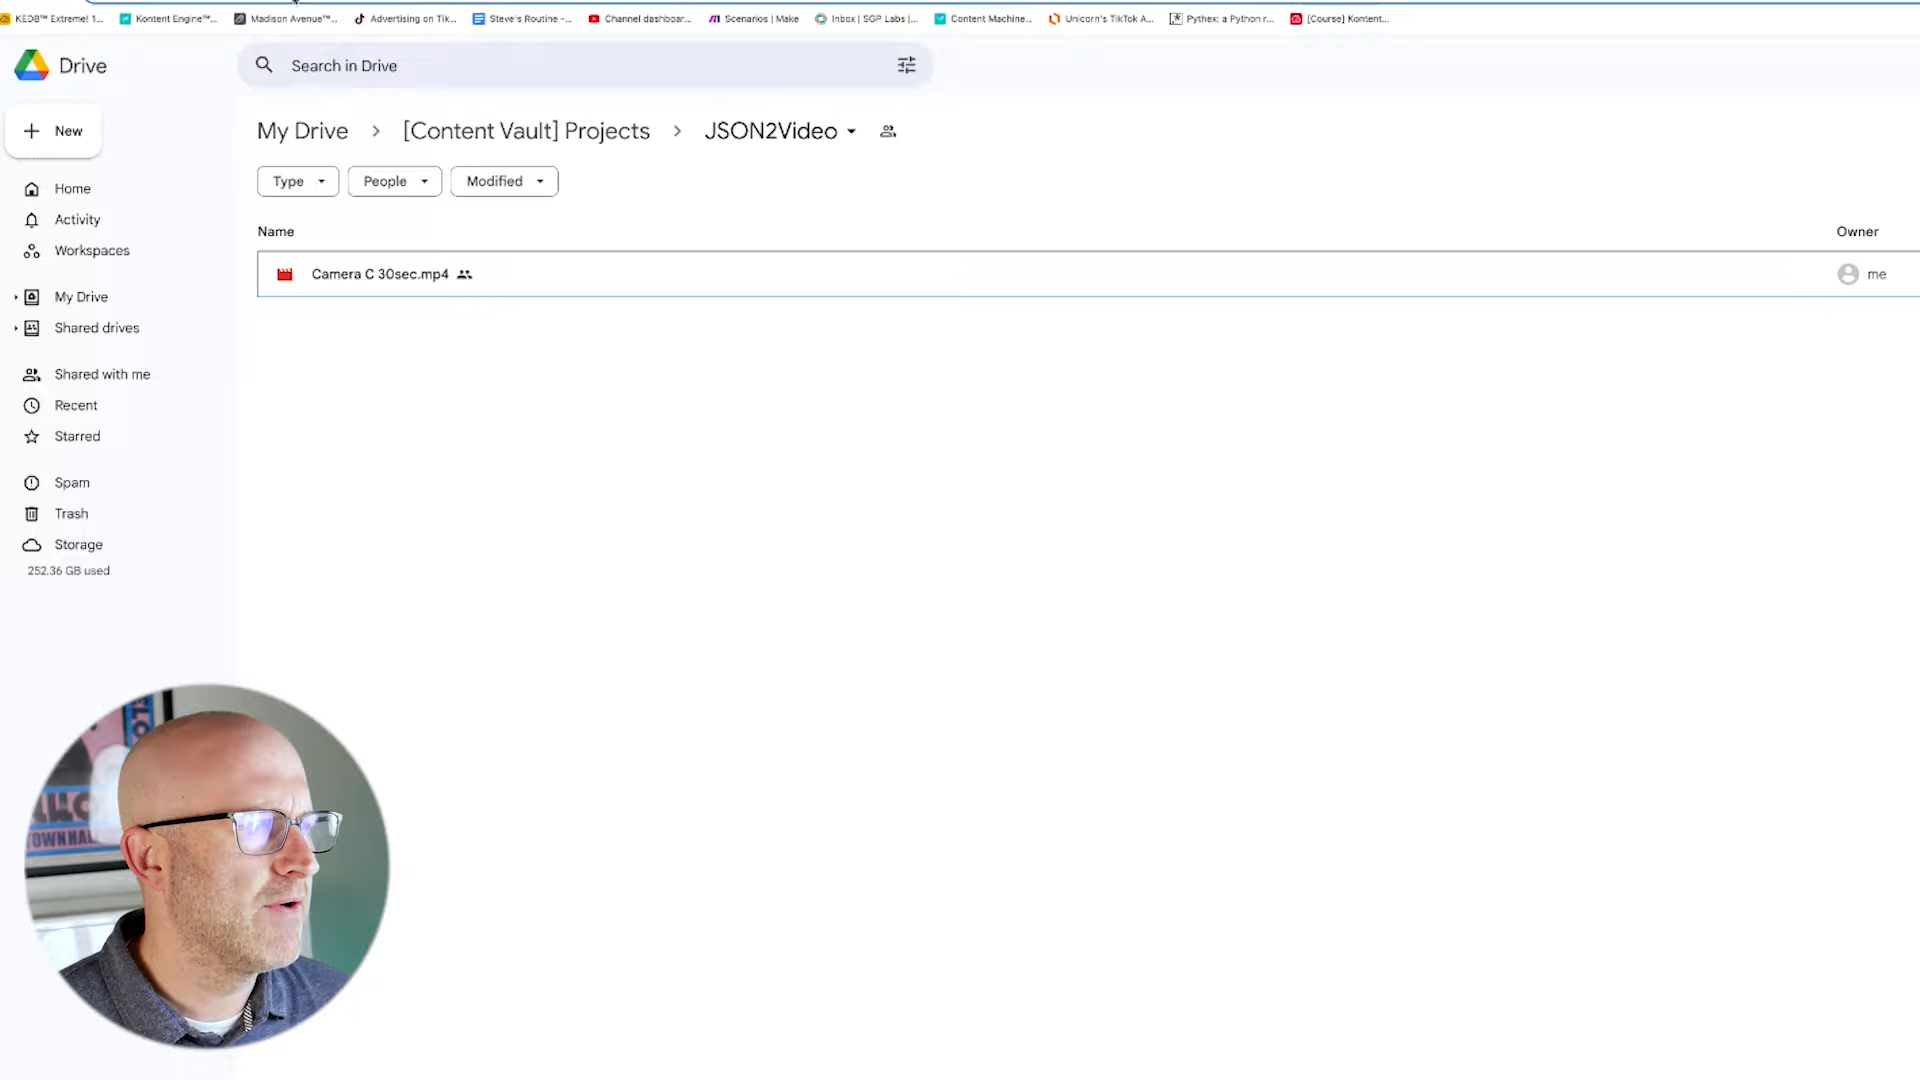 KEDB™ Extreme! 1...
Kontent Engine™...
Madison Avenue™...
Advertising on Tik...
Steve's Routine -...
Channel dashboar...
Scenarios | Make
Inbox | SGP Labs |...
Content Machine...
Unicorn's TikTok A...
Pythex: a Python r...
[Course] Kontent...
Drive
Search in Drive
New
My Drive > [Content Vault] Projects > JSON2Video
Type
People
Modified
Home
Activity
Workspaces
My Drive
Shared drives
Shared with me
Recent
Starred
Spam
Trash
Storage
252.36 GB used
Name
Owner
Camera C 30sec.mp4
me
TOWNHAL